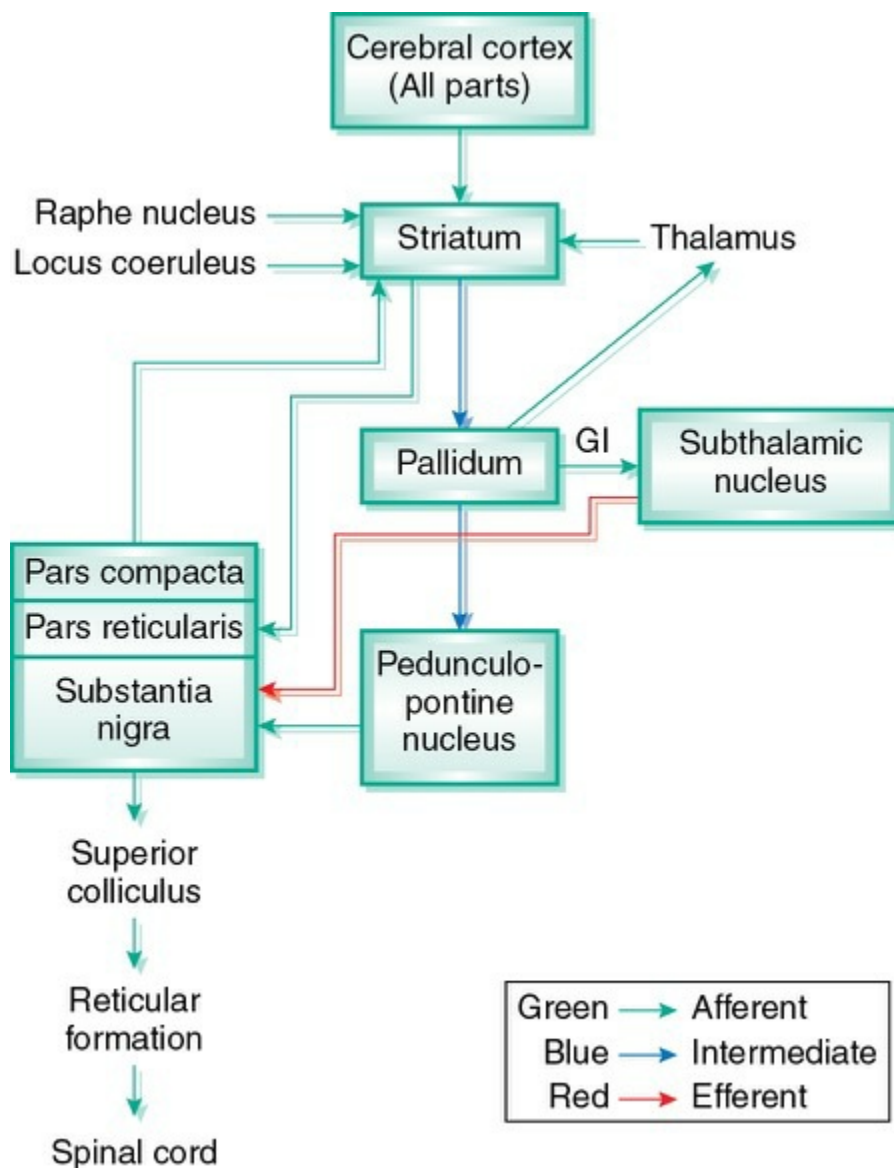 Cerebral cortex
(All parts)
Raphe nucleus
Striatum
Thalamus
Locus coeruleus
GI
Pallidum
Subthalamic
nucleus
Pars compacta
Pars reticularis
Substantia
nigra
Pedunculo-
pontine
nucleus
Superior
colliculus
Reticular
formation
Spinal cord
Green Afferent
Blue Intermediate
Red Efferent